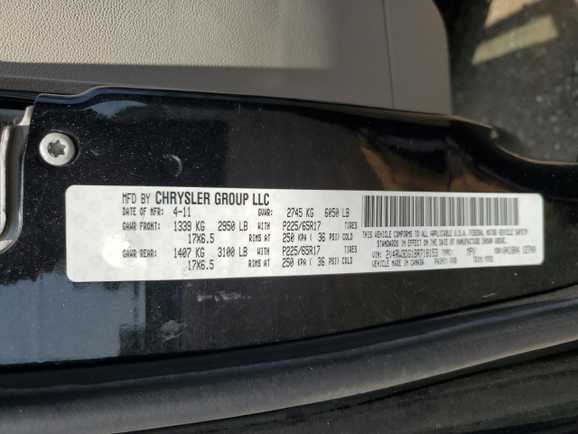 MFD BY CHRYSLER GROUP LLC
DATE OF MFR: 4-11 GVWR: 2745 KG 6050 LB
GAWR FRONT: 1339 KG 2950 LB P225/65R17 TIRES
17X6.5 RIMS AT 250 KPA ( 36 PSI) COLD
GAWR REAR: 1407 KG 3100 LB P225/65R17 TIRES
17X6.5 RIMS AT 250 KPA ( 36 PSI) COLD
THIS VEHICLE CONFORMS TO ALL APPLICABLE U.S.A. FEDERAL MOTOR VEHICLE SAFETY
STANDARDS IN EFFECT ON THE DATE OF MANUFACTURE SHOWN ABOVE.
VIN: TYPE: MPV
VEHICLE MADE IN CANADA PAINT: TRIM: